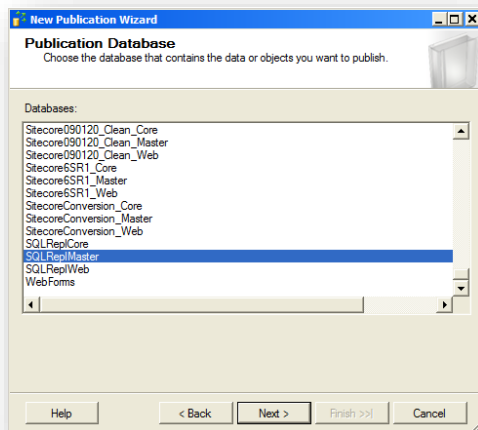 New Publication Wizard
Publication Database
Choose the database that contains the data or objects you want to publish.
Databases:
Sitecore090120_Clean_Core
Sitecore090120_Clean_Master
Sitecore090120_Clean_Web
Sitecore6SR1_Core
Sitecore6SR1_Master
Sitecore6SR1_Web
SitecoreConversion_Core
SitecoreConversion_Master
SitecoreConversion_Web
SQLReplCore
SQLReplMaster
SQLReplWeb
WebForms
Help < Back Next > Finish >>| Cancel